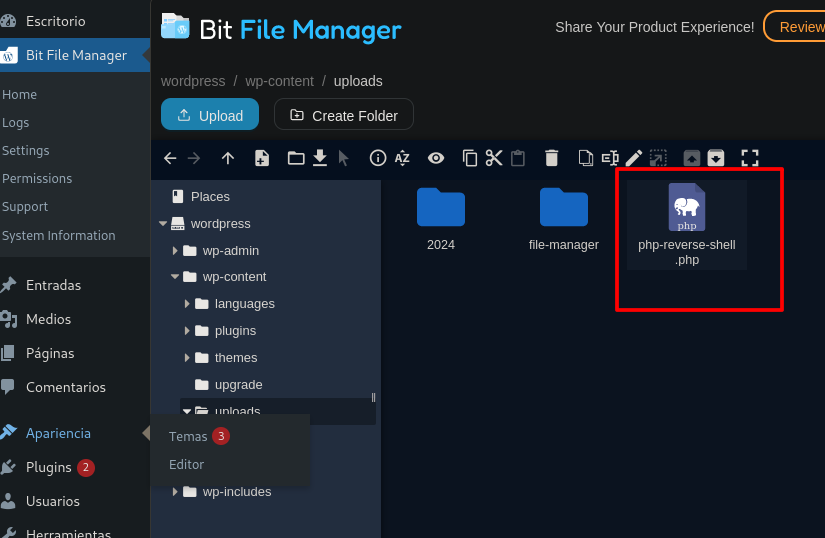 Escritorio
Bit File Manager
Home
Logs
Settings
Permissions
Support
System Information
Entradas
Medios
Páginas
Comentarios
Apariencia
Plugins 2
Usuarios
Herramientas
Bit File Manager
Share Your Product Experience!
Review
wordpress / wp-content / uploads
Upload
Create Folder
AZ
Places
wordpress
wp-admin
wp-content
languages
plugins
themes
upgrade
uploads
Temas 3
Editor
wp-includes
2024
file-manager
php
php-reverse-shell
.php